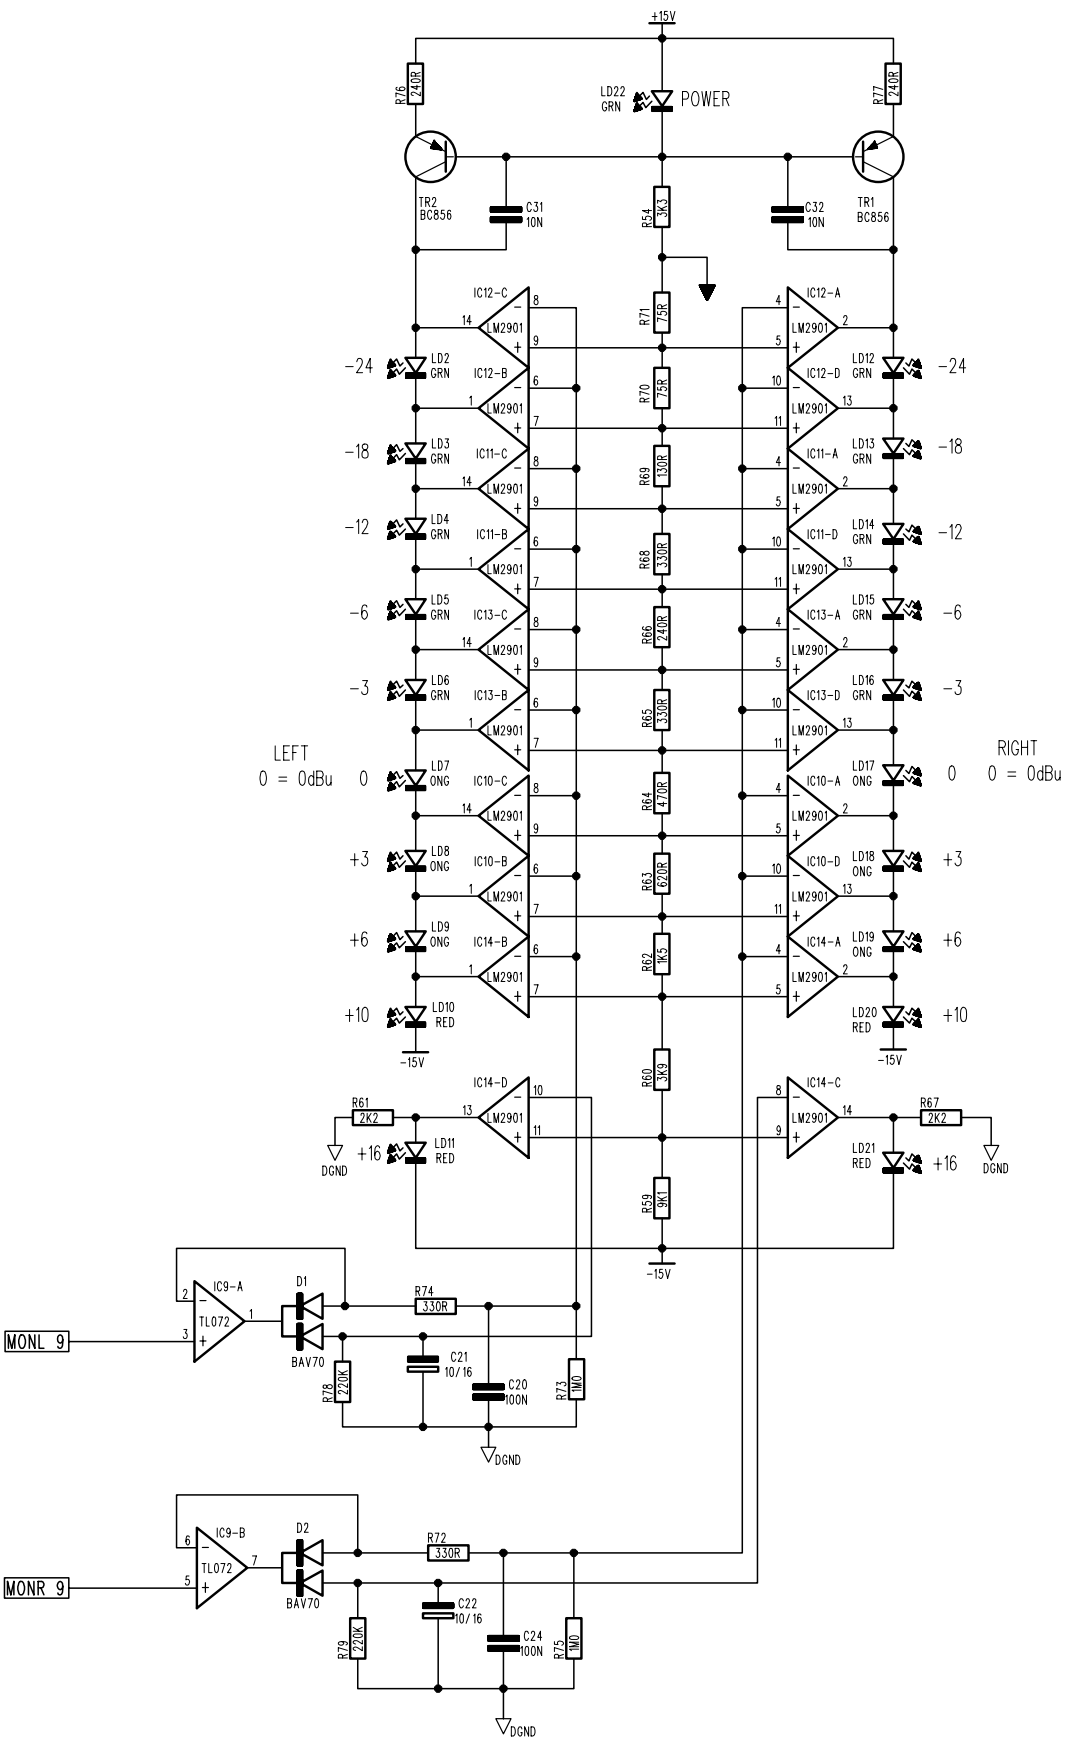 +15V
R76
240R
LD22
GRN
POWER
R77
240R
TR2
BC856
C31
10N
R54
3K3
C32
10N
TR1
BC856
IC12-C
8
14
LM2901
9
R71
75R
IC12-A
4
LM2901
2
5
-24
LD2
GRN
IC12-B
6
1
LM2901
7
R70
75R
IC12-D
10
LM2901
13
11
LD12
GRN
-24
-18
LD3
GRN
IC11-C
8
14
LM2901
9
R69
130R
IC11-A
4
LM2901
2
5
LD13
GRN
-18
-12
LD4
GRN
IC11-B
6
1
LM2901
7
R68
330R
IC11-D
10
LM2901
13
11
LD14
GRN
-12
-6
LD5
GRN
IC13-C
8
14
LM2901
9
R66
240R
IC13-A
4
LM2901
2
5
LD15
GRN
-6
-3
LD6
GRN
IC13-B
6
1
LM2901
7
R65
330R
IC13-D
10
LM2901
13
11
LD16
GRN
-3
LEFT
0 = 0dBu
0
LD7
ONG
IC10-C
8
14
LM2901
9
R64
470R
IC10-A
4
LM2901
2
5
LD17
ONG
0
RIGHT
0 = 0dBu
+3
LD8
ONG
IC10-B
6
1
LM2901
7
R63
620R
IC10-D
10
LM2901
13
11
LD18
ONG
+3
+6
LD9
ONG
IC14-B
6
1
LM2901
7
R62
1K5
IC14-A
4
LM2901
2
5
LD19
ONG
+6
+10
LD10
RED
-15V
LD20
RED
+10
-15V
R60
3K9
R61
2K2
DGND
+16
LD11
RED
IC14-D
10
13
LM2901
11
IC14-C
8
LM2901
14
9
R67
2K2
DGND
LD21
RED
+16
R59
9K1
-15V
MONL 9
IC9-A
2
TL072
1
3
D1
BAV70
R74
330R
R78
220K
C21
10/16
C20
100N
R73
1M0
DGND
MONR 9
IC9-B
6
TL072
7
5
D2
BAV70
R72
330R
R79
220K
C22
10/16
C24
100N
R75
1M0
DGND